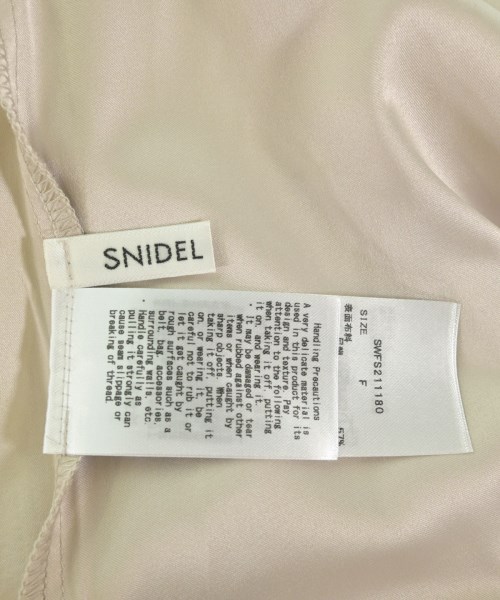 SNIDEL
SWFS211180
SIZE F
表面布料
57%
Handling Precautions
A very delicate material is
used in this product for its
design and texture. Pay
attention to the following
when taking it off, putting
it on, and wearing it.
・It may be damaged or tear
when rubbed against other
items or when caught by
sharp objects. When
taking it off, putting it
on, or wearing it, be
careful not to rub it or
let it get caught by
rough surfaces such as a
belt, bag, accessories,
surrounding walls, etc.
・Handle carefully as
pulling strongly can
cause seam slippage or
breaking of thread.